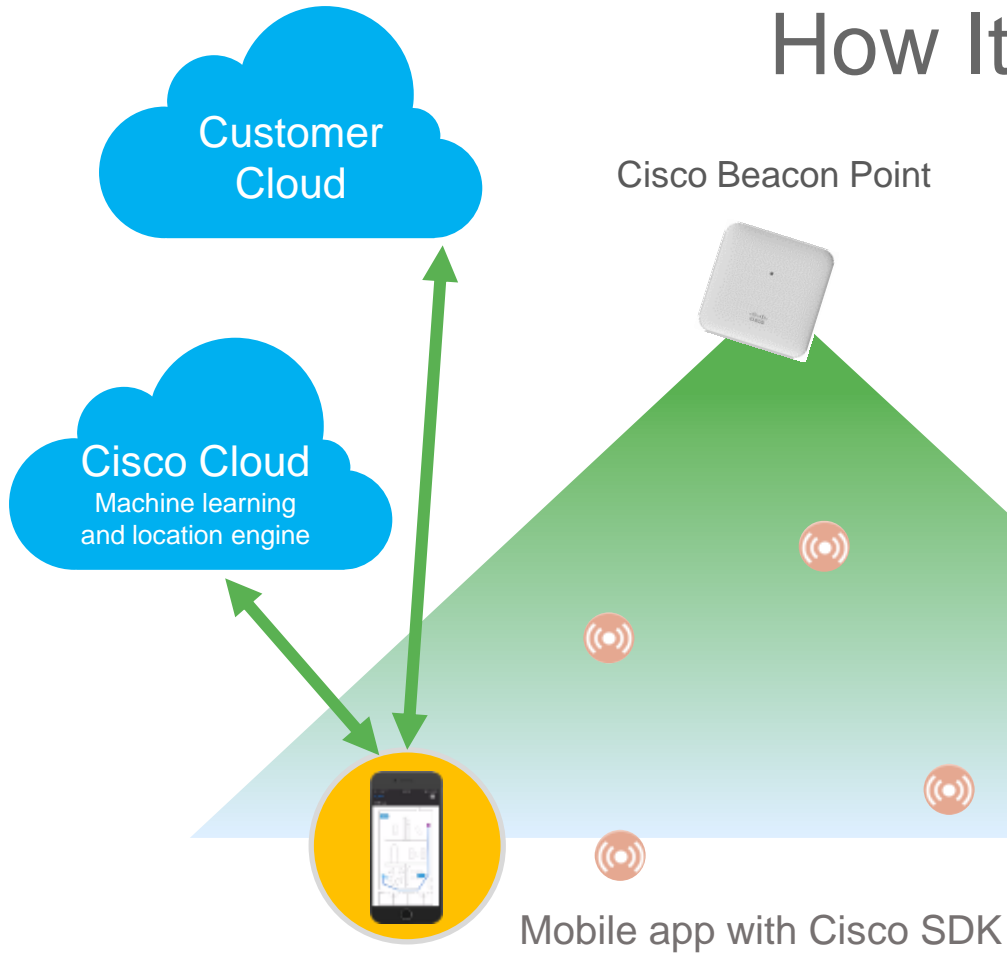 How It
Customer
Cloud
Cisco Beacon Point
Cisco Cloud
Machine learning
and location engine
Mobile app with Cisco SDK